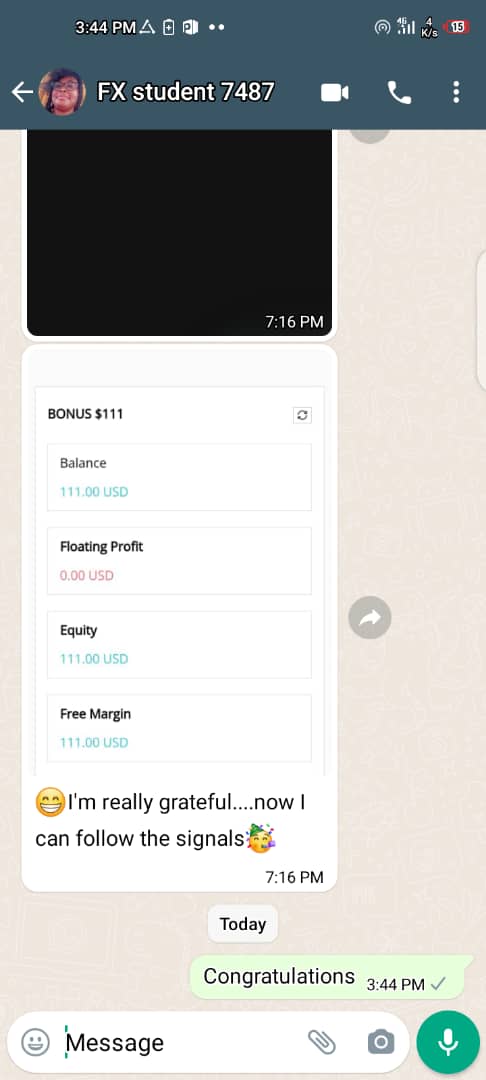 3:44 PM
4G
4
K/s
15
FX student 7487
7:16 PM
BONUS $111
Balance
111.00 USD
Floating Profit
0.00 USD
Equity
111.00 USD
Free Margin
111.00 USD
😁I'm really grateful....now I
can follow the signals🥳
7:16 PM
Today
Congratulations 3:44 PM
Message